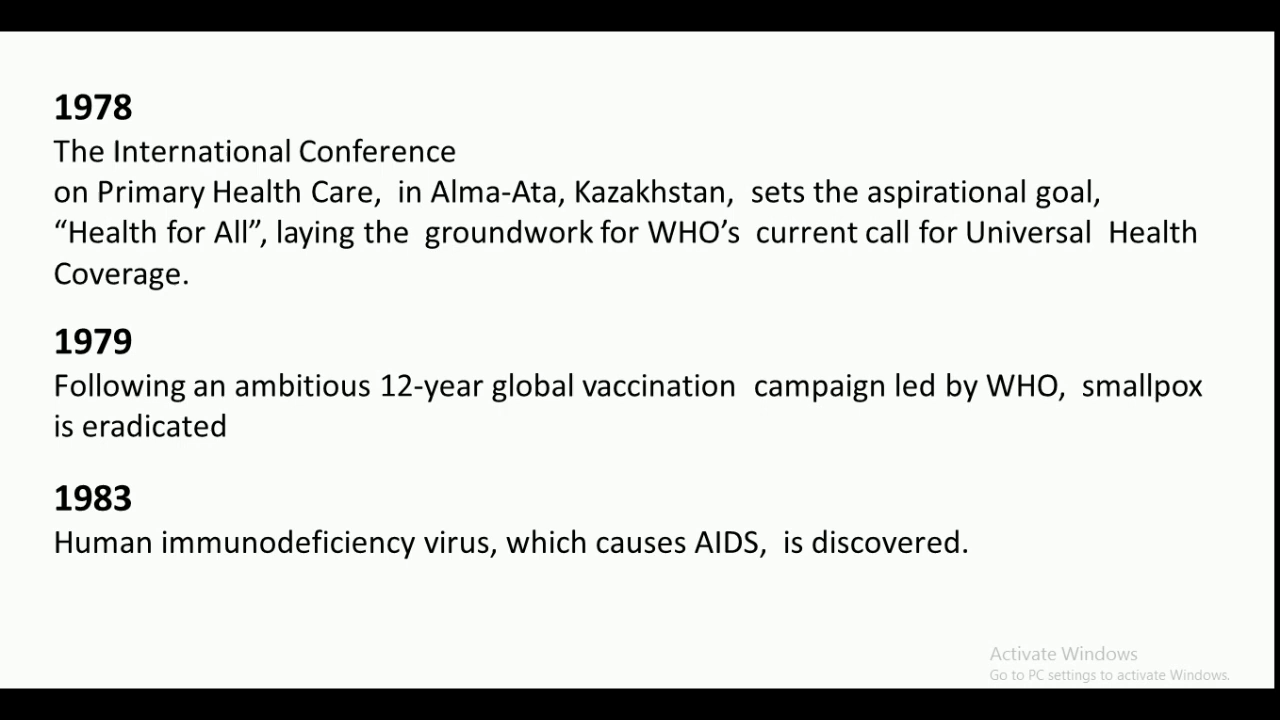 1978
The International Conference
on Primary Health Care, in Alma-Ata, Kazakhstan, sets the aspirational goal,
“Health for All”, laying the groundwork for WHO’s current call for Universal Health
Coverage.
1979
Following an ambitious 12-year global vaccination campaign led by WHO, smallpox
is eradicated
1983
Human immunodeficiency virus, which causes AIDS, is discovered.
Activate Windows
Go to PC settings to activate Windows.